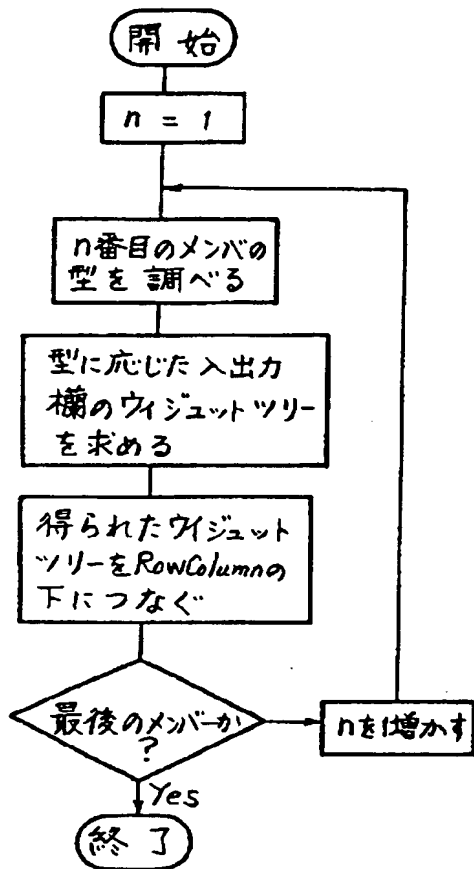 開始
n = 1
n番目のメンバの
型を調べる
型に応じた入出力
欄のウィジェットツリー
を求める
得られたウイジェット
ツリーをRowColumnの
下につなぐ
最後のメンバーか
?
nを1増かす
Yes
終了